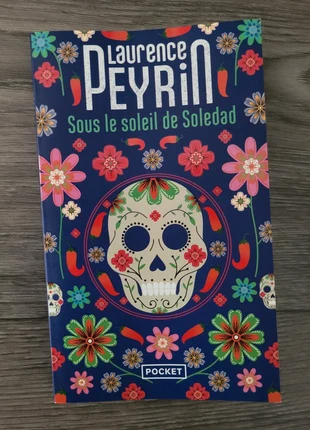 Laurence
PEYRIN
Sous le soleil de Soledad
POCKET